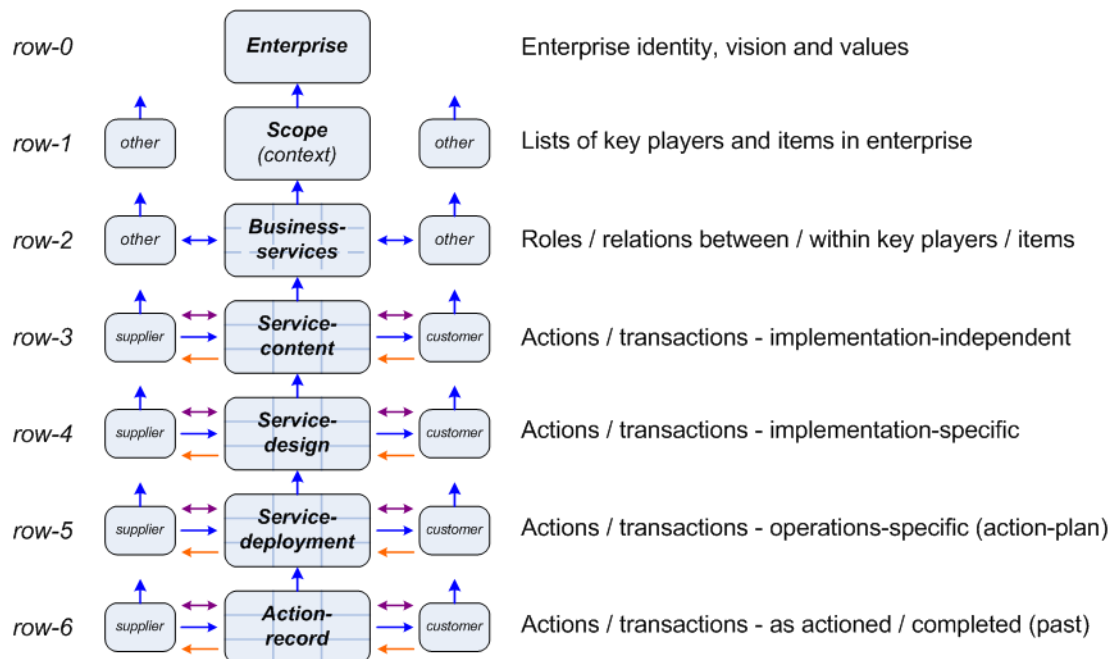 row-0
Enterprise
Enterprise identity, vision and values
row-1
other
Scope
(context)
other
Lists of key players and items in enterprise
row-2
other
Business-
services
other
Roles / relations between / within key players / items
row-3
supplier
Service-
content
customer
Actions / transactions - implementation-independent
row-4
supplier
Service-
design
customer
Actions / transactions - implementation-specific
row-5
supplier
Service-
deployment
customer
Actions / transactions - operations-specific (action-plan)
row-6
supplier
Action-
record
customer
Actions / transactions - as actioned / completed (past)